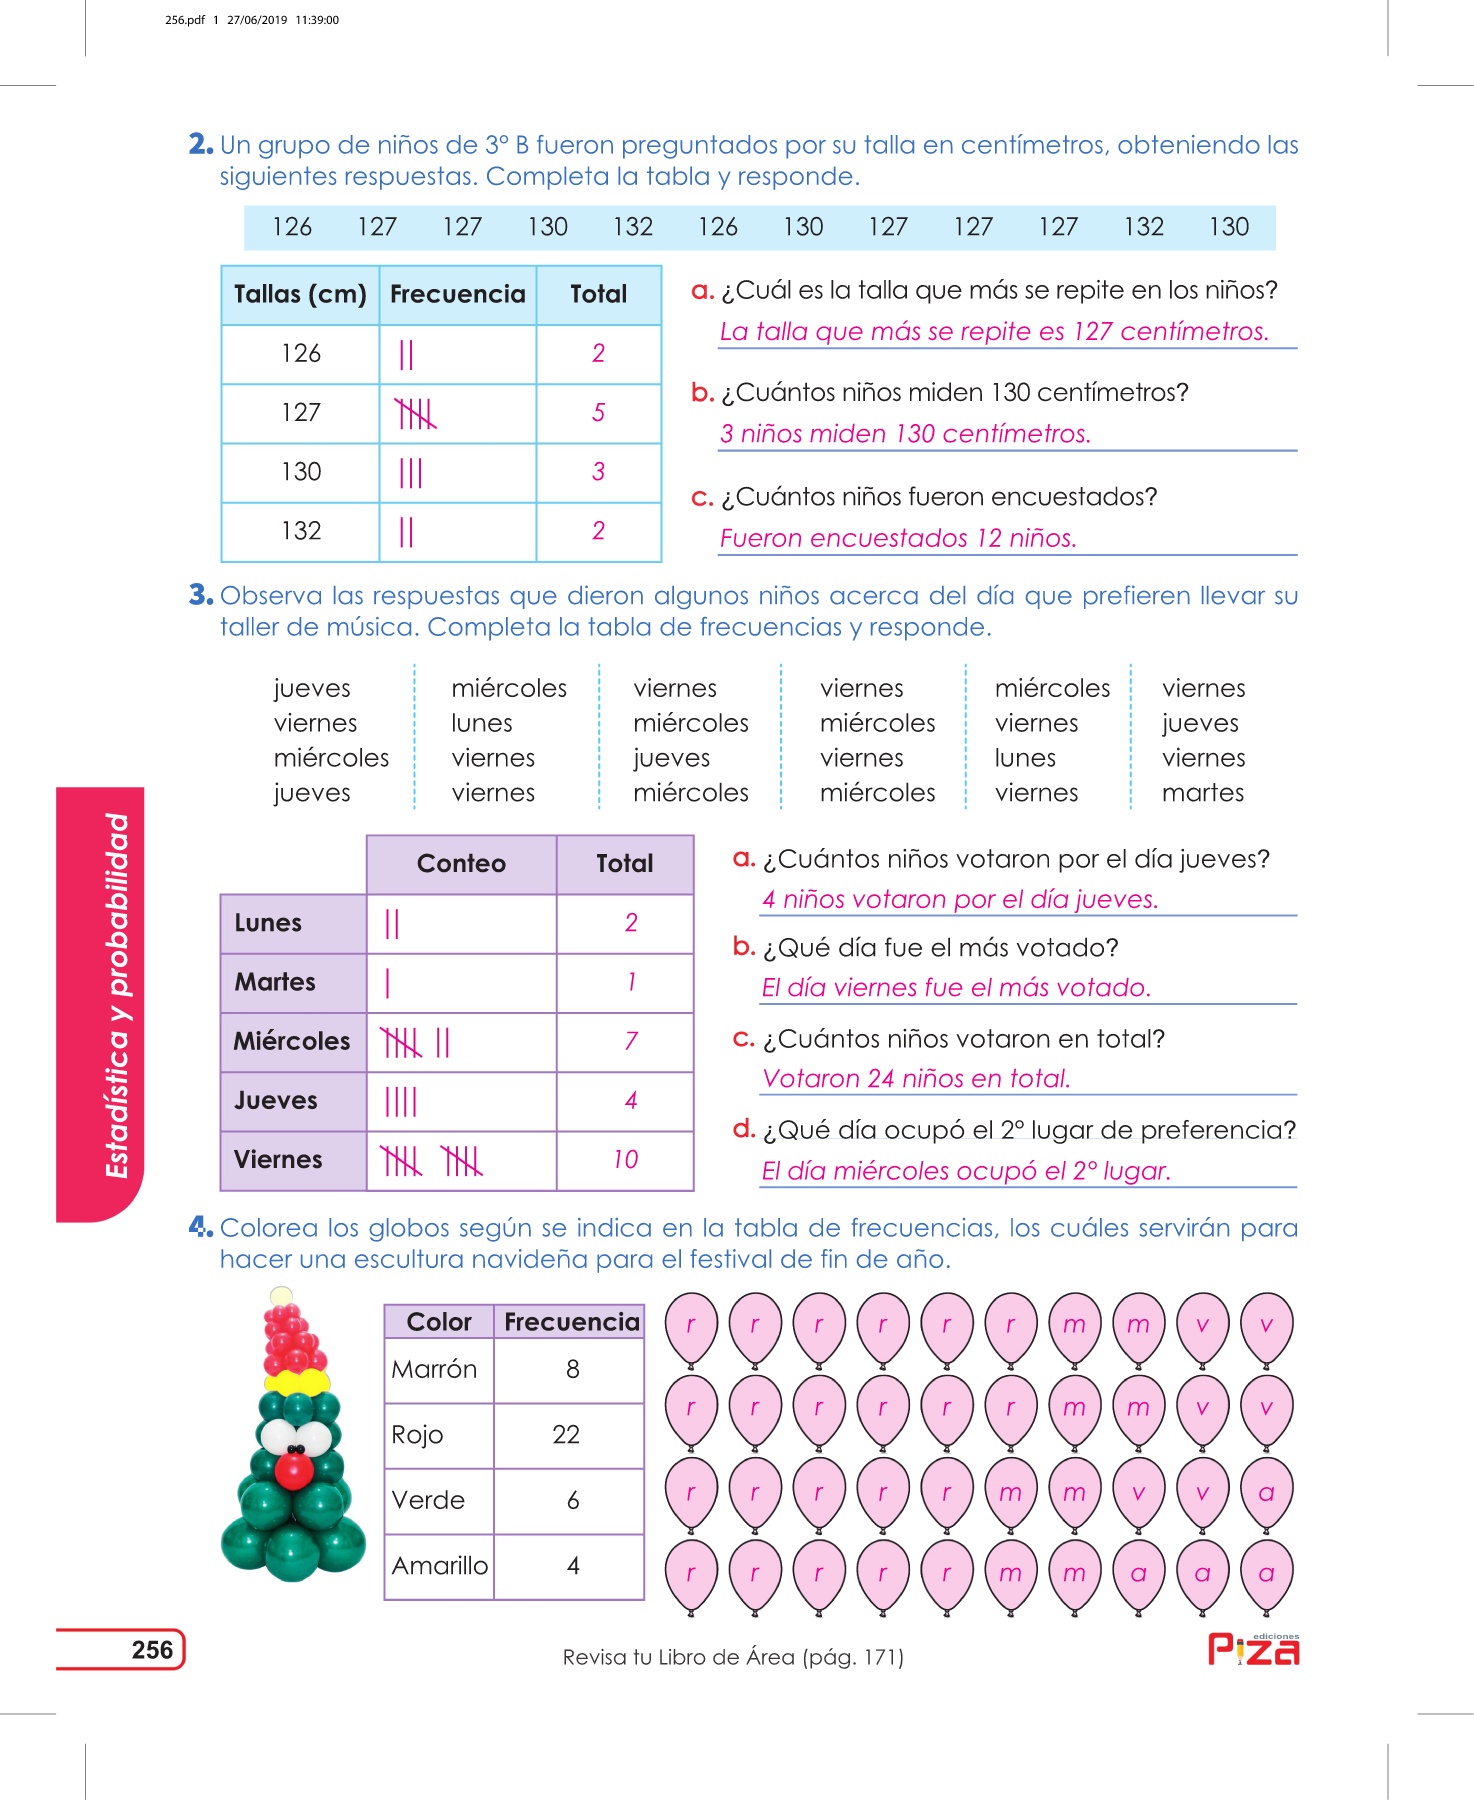 256.pdf 1 27/06/2019 11:39:00
2. Un grupo de niños de 3° B fueron preguntados por su talla en centímetros, obteniendo las
siguientes respuestas. Completa la tabla y responde.
126 127 127 130 132 126 130 127 127 127 132 130
Tallas (cm) Frecuencia Total
126 2
127 5
130 3
132 2
a. ¿Cuál es la talla que más se repite en los niños?
La talla que más se repite es 127 centímetros.
b. ¿Cuántos niños miden 130 centímetros?
3 niños miden 130 centímetros.
c. ¿Cuántos niños fueron encuestados?
Fueron encuestados 12 niños.
3. Observa las respuestas que dieron algunos niños acerca del día que prefieren llevar su
taller de música. Completa la tabla de frecuencias y responde.
jueves miércoles viernes viernes miércoles viernes
viernes lunes miércoles miércoles viernes jueves
miércoles viernes jueves viernes lunes viernes
jueves viernes miércoles miércoles viernes martes
Conteo Total
Lunes 2
Martes 1
Miércoles 7
Jueves 4
Viernes 10
a. ¿Cuántos niños votaron por el día jueves?
4 niños votaron por el día jueves.
b. ¿Qué día fue el más votado?
El día viernes fue el más votado.
c. ¿Cuántos niños votaron en total?
Votaron 24 niños en total.
d. ¿Qué día ocupó el 2° lugar de preferencia?
El día miércoles ocupó el 2° lugar.
Estadística y probabilidad
4. Colorea los globos según se indica en la tabla de frecuencias, los cuáles servirán para
hacer una escultura navideña para el festival de fin de año.
Color Frecuencia
Marrón 8
Rojo 22
Verde 6
Amarillo 4
r r r r r r m m v v
r r r r r r m m v v
r r r r r m m v v a
r r r r r m m a a a
256
Revisa tu Libro de Área (pág. 171)
ediciones
Piza